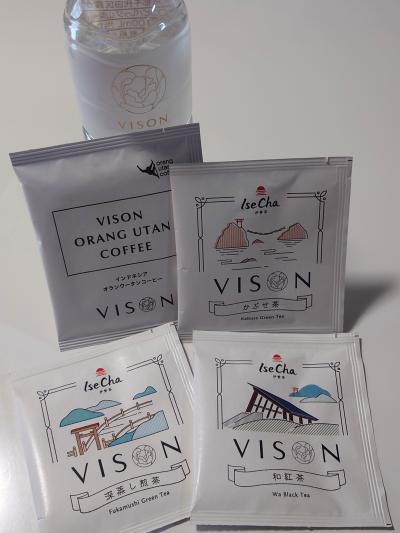 VISON
orang
utan
coffee
VISON
ORANG UTAN
COFFEE
インドネシア
オランウータンコーヒー
VISON
Ise Cha
伊勢茶
VISON
かぶせ茶
Kabuse Green Tea
Ise Cha
伊勢茶
VISON
深蒸し煎茶
Fukamushi Green Tea
Ise Cha
伊勢茶
VISON
和紅茶
Wa Black Tea